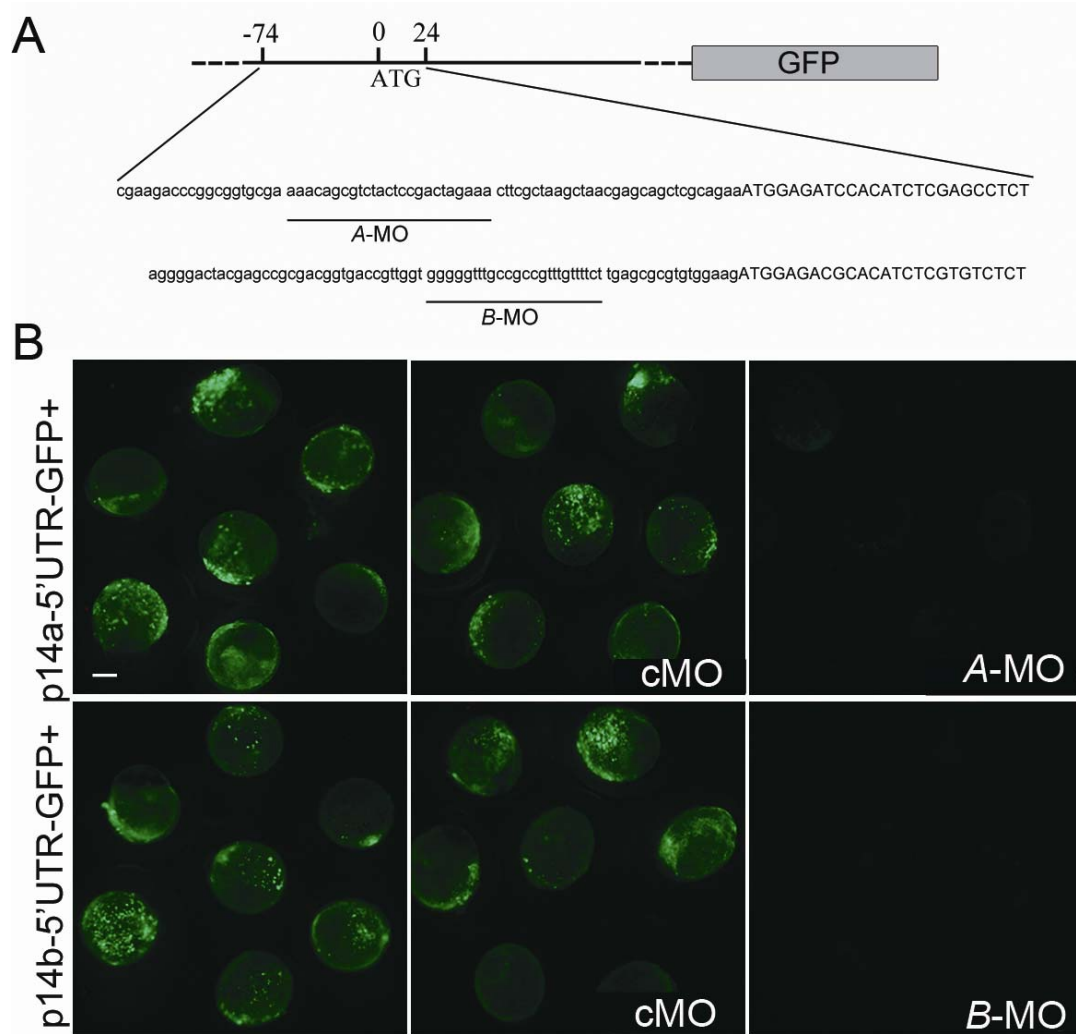 A
-74 0 24
ATG
GFP
cgaagacccggcggtgcga aaacagcgtctactccgactagaaa cttcgctaagctaacgagcagctcgcagaaATGGAGATCCACATCTCGAGCCTCT
A-MO
aggggactacgagccgcgacggtgaccgttggt gggggtttgccgccgtttgttttct tgagcgcgtgtggaagATGGAGACGCACATCTCGTGTCTCT
B-MO
B
p14a-5'UTR-GFP+
cMO
A-MO
p14b-5'UTR-GFP+
cMO
B-MO